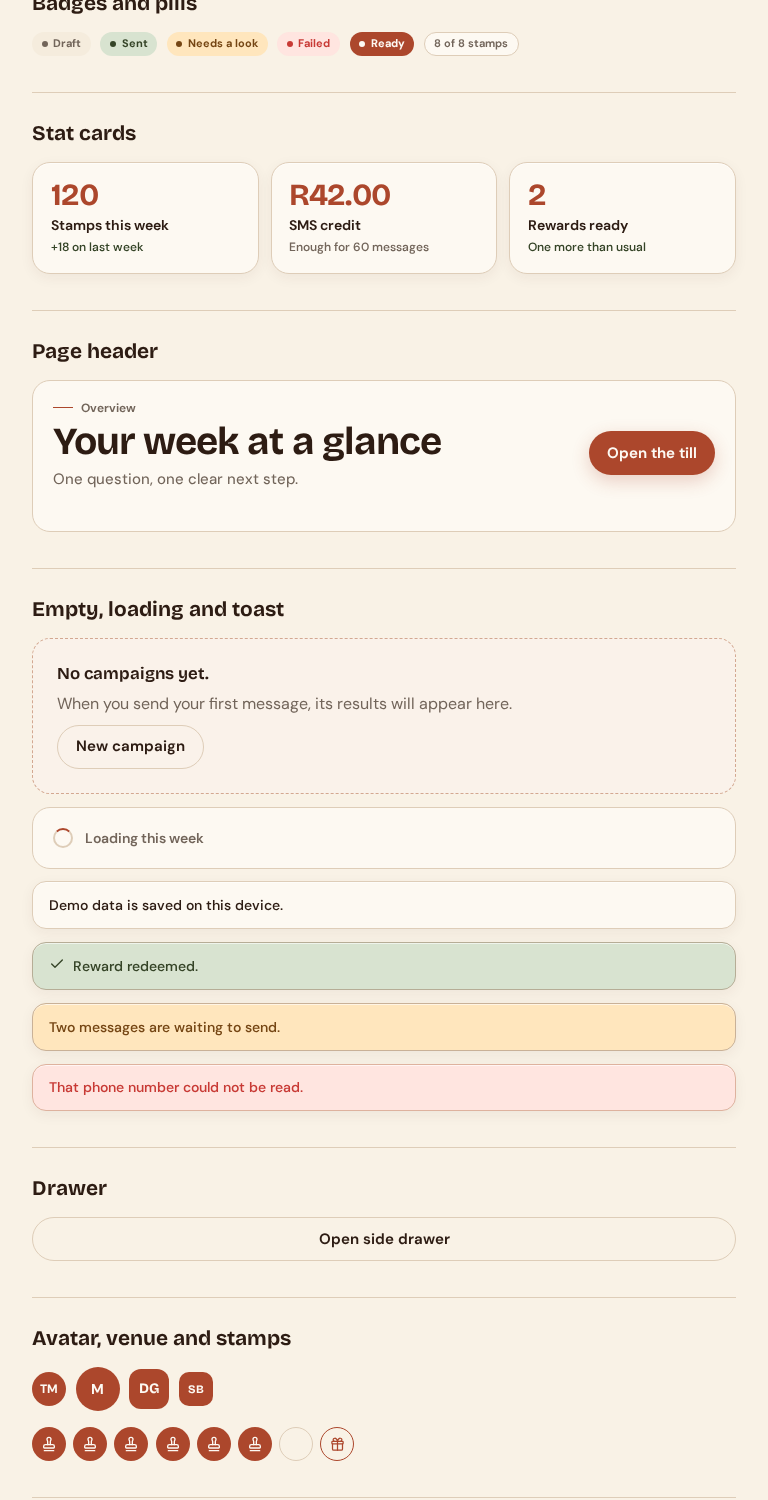 Badges and pills
Draft
Sent
Needs a look
Failed
Ready
8 of 8 stamps
Stat cards
120
Stamps this week
+18 on last week
R42.00
SMS credit
Enough for 60 messages
2
Rewards ready
One more than usual
Page header
Overview
Your week at a glance
One question, one clear next step.
Open the till
Empty, loading and toast
No campaigns yet.
When you send your first message, its results will appear here.
New campaign
Loading this week
Demo data is saved on this device.
Reward redeemed.
Two messages are waiting to send.
That phone number could not be read.
Drawer
Open side drawer
Avatar, venue and stamps
TM
M
DG
SB